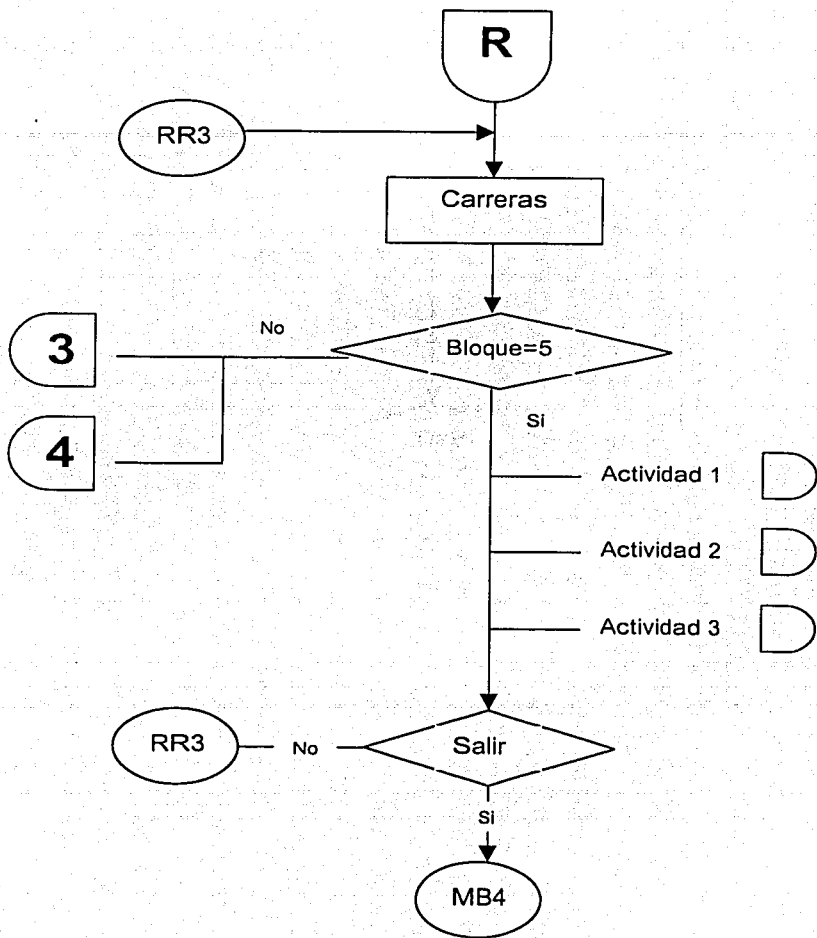 R
RR3
Carreras
No
Bloque=5
3
4
Si
Actividad 1
Actividad 2
Actividad 3
RR3
No
Salir
Si
MB4